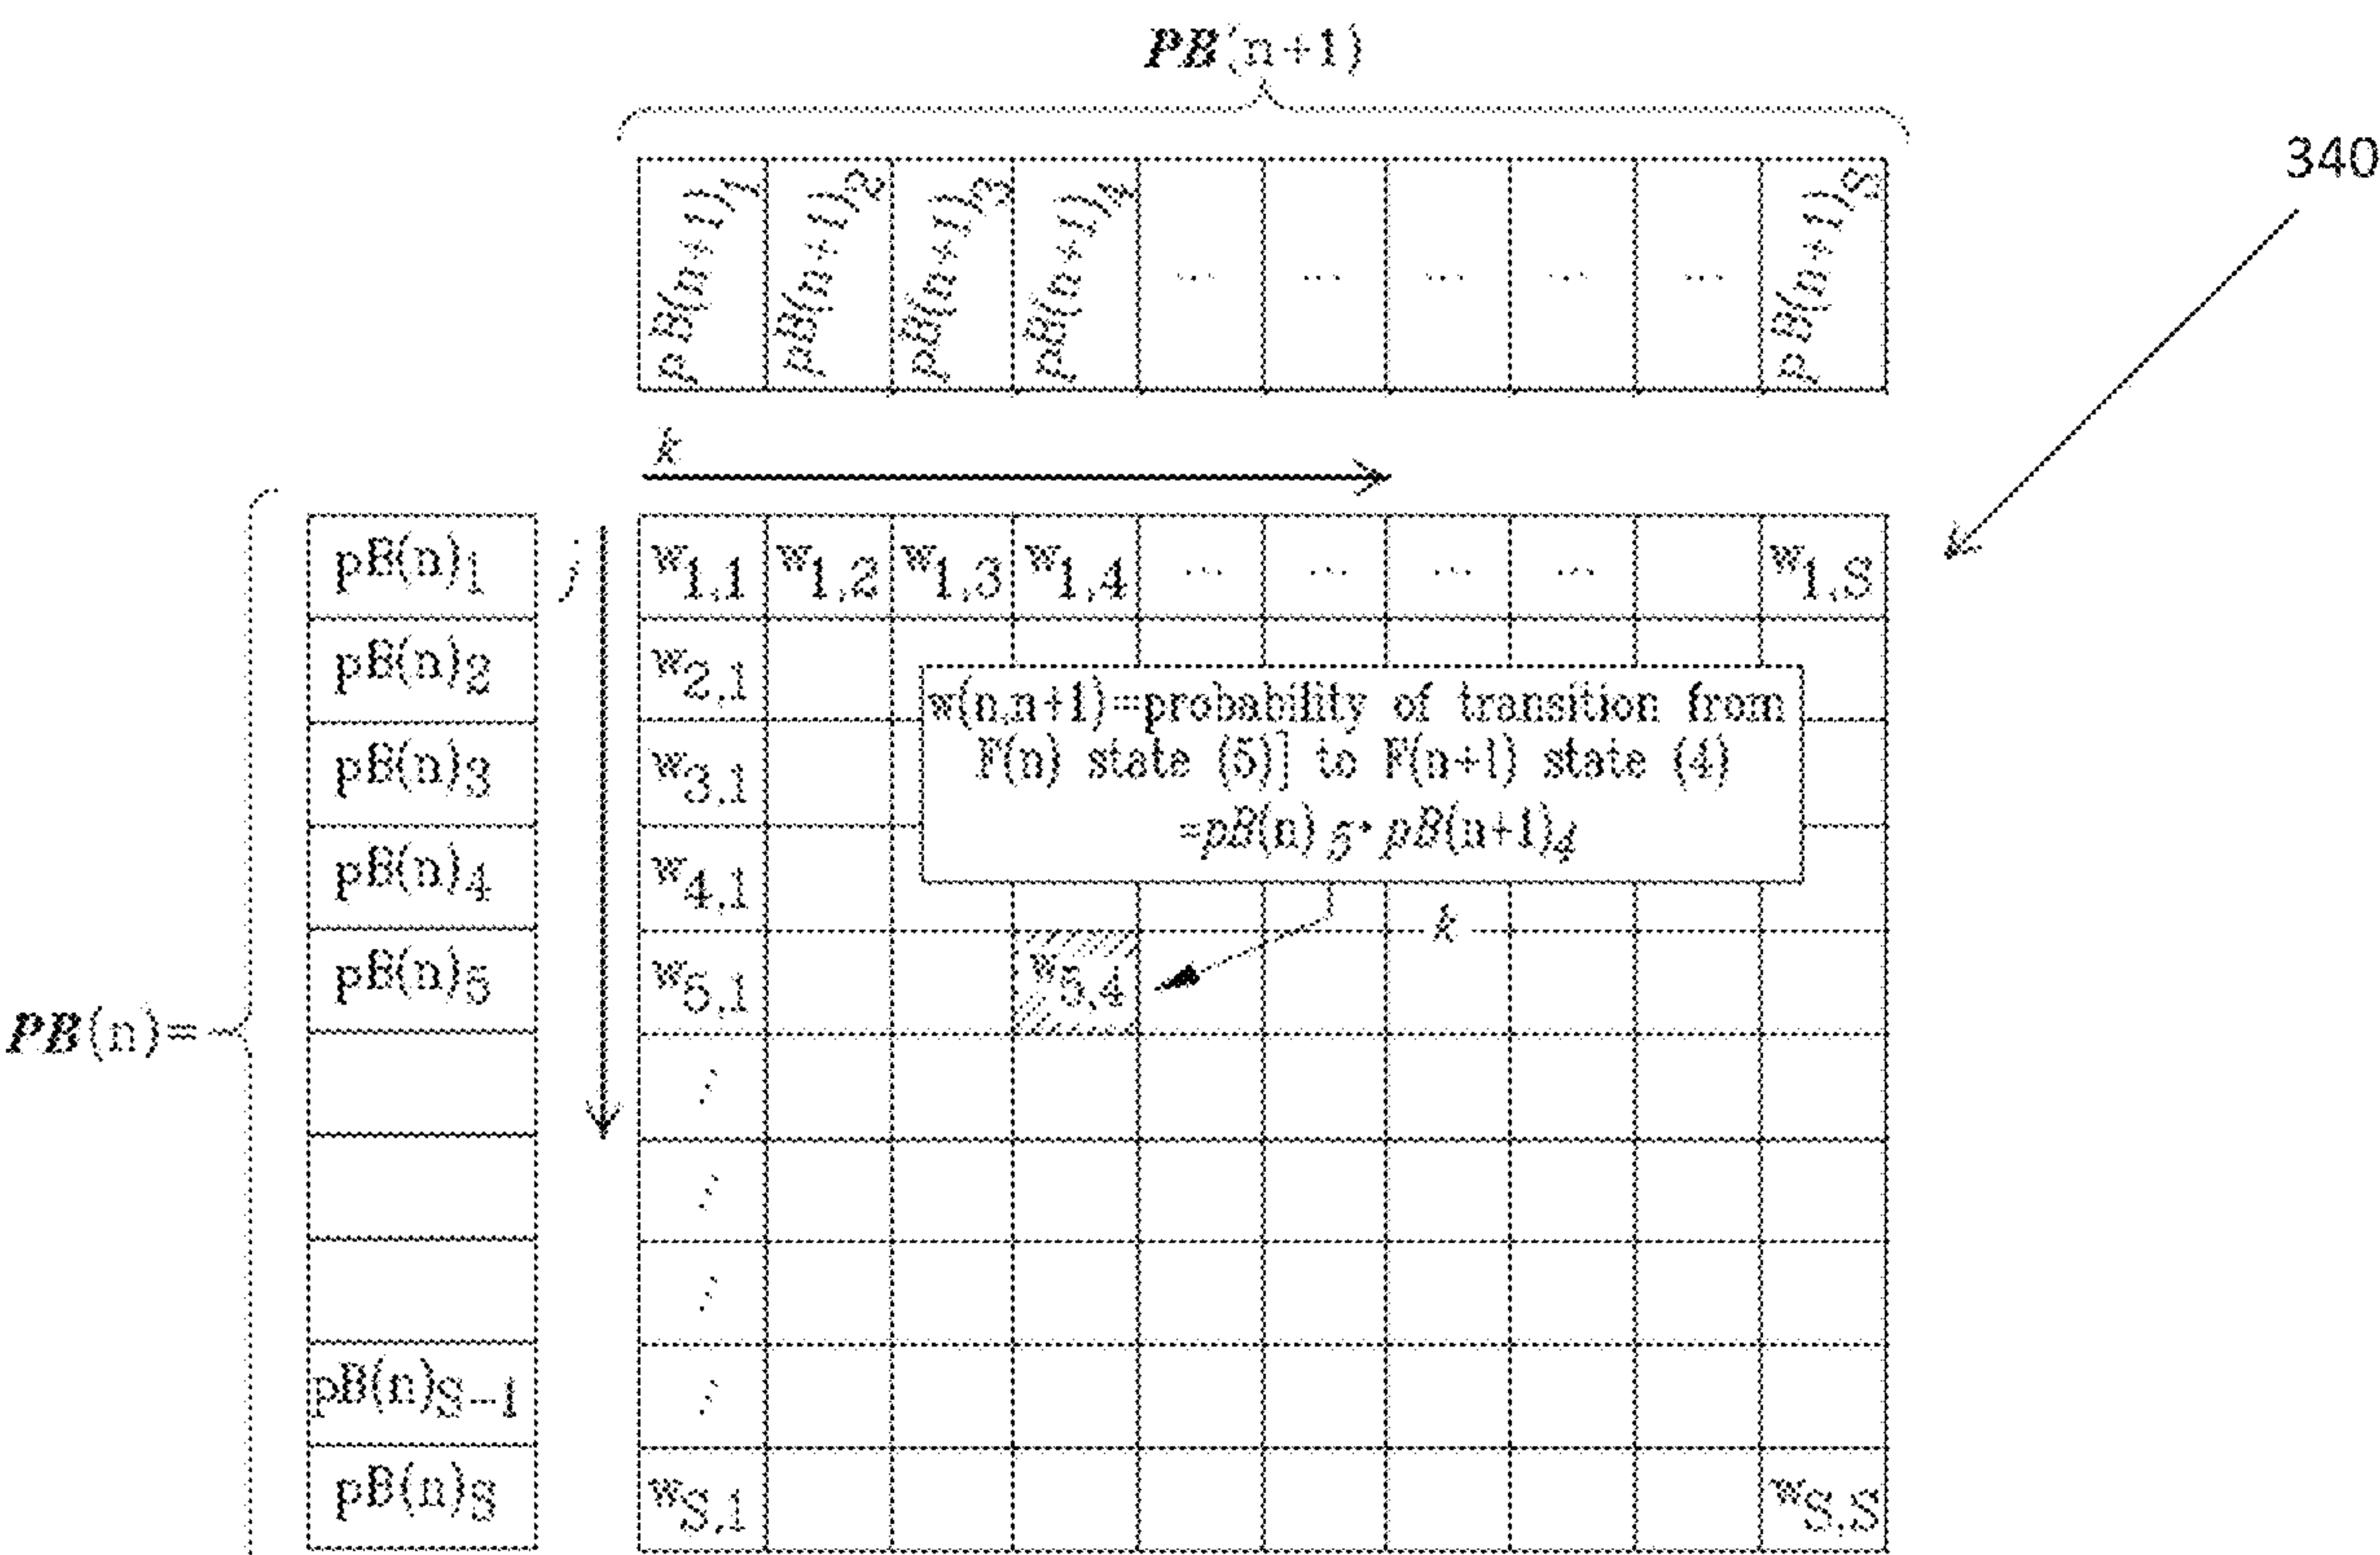 PB(n+1)
340
pB(n+1)1 pB(n+1)2 pB(n+1)3 pB(n+1)4 ... ... ... ... ... pB(n+1)S
k
pB(n)1 j w1,1 w1,2 w1,3 w1,4 ... ... ... ... w1,S
pB(n)2 w2,1
w(n,n+1)=probability of transition from
F(n) state (5)] to F(n+1) state (4)
=pB(n)5·pB(n+1)4
pB(n)3 w3,1
pB(n)4 w4,1
k
pB(n)5 w5,1 w5,4
PB(n)=
⋮
⋮
⋮
pB(n)S-1 ⋮
pB(n)S wS,1 wS,S